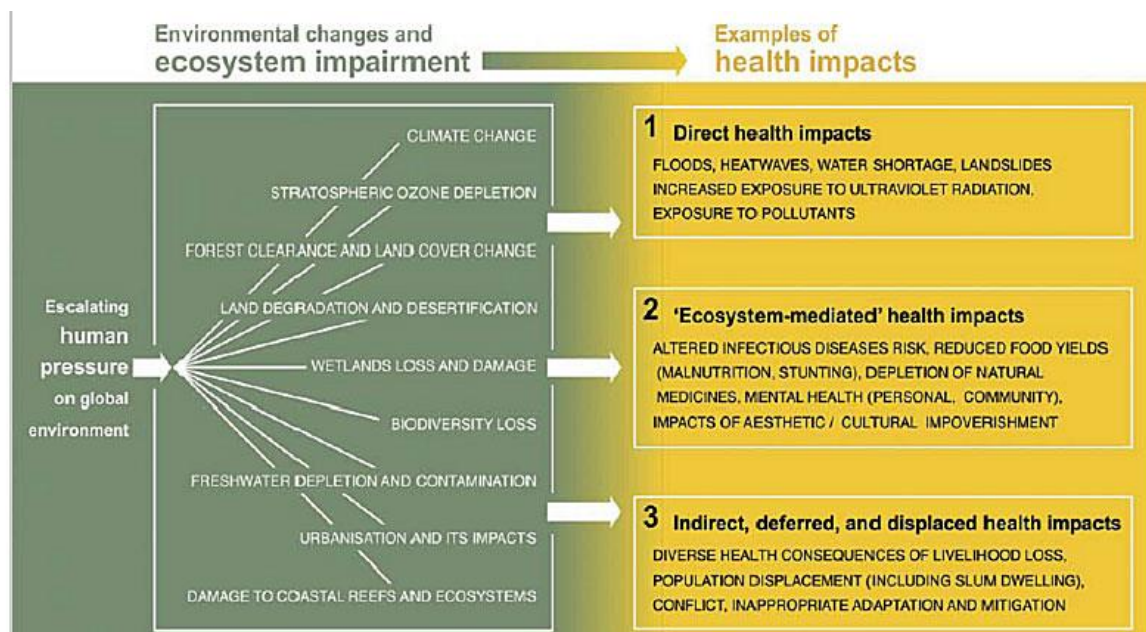 Environmental changes and
ecosystem impairment
Examples of
health impacts
Escalating
human
pressure
on global
environment
CLIMATE CHANGE
STRATOSPHERIC OZONE DEPLETION
FOREST CLEARANCE AND LAND COVER CHANGE
LAND DEGRADATION AND DESERTIFICATION
WETLANDS LOSS AND DAMAGE
BIODIVERSITY LOSS
FRESHWATER DEPLETION AND CONTAMINATION
URBANISATION AND ITS IMPACTS
DAMAGE TO COASTAL REEFS AND ECOSYSTEMS
1 Direct health impacts
FLOODS, HEATWAVES, WATER SHORTAGE, LANDSLIDES
INCREASED EXPOSURE TO ULTRAVIOLET RADIATION,
EXPOSURE TO POLLUTANTS
2 'Ecosystem-mediated' health impacts
ALTERED INFECTIOUS DISEASES RISK, REDUCED FOOD YIELDS
(MALNUTRITION, STUNTING), DEPLETION OF NATURAL
MEDICINES, MENTAL HEALTH (PERSONAL, COMMUNITY),
IMPACTS OF AESTHETIC / CULTURAL IMPOVERISHMENT
3 Indirect, deferred, and displaced health impacts
DIVERSE HEALTH CONSEQUENCES OF LIVELIHOOD LOSS,
POPULATION DISPLACEMENT (INCLUDING SLUM DWELLING),
CONFLICT, INAPPROPRIATE ADAPTATION AND MITIGATION